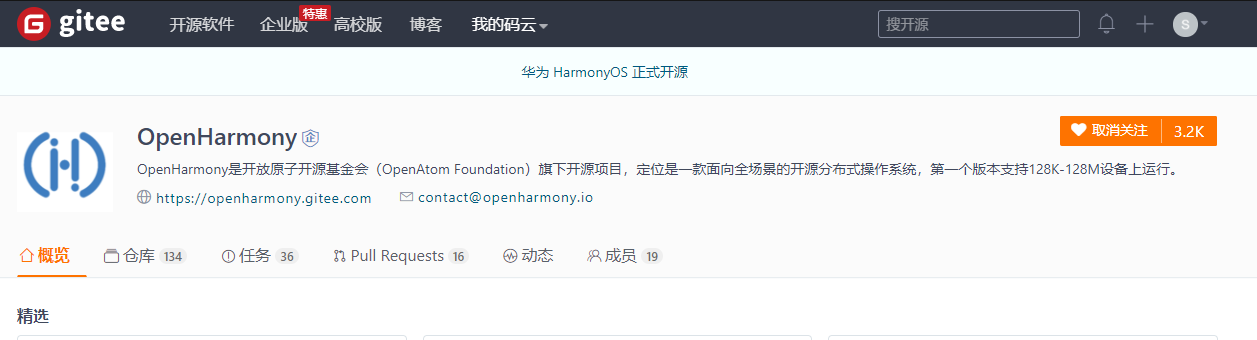 gitee 开源软件 企业版 特惠 高校版 博客 我的码云 搜开源 S
华为 HarmonyOS 正式开源
OpenHarmony 企
取消关注 3.2K
OpenHarmony是开放原子开源基金会（OpenAtom Foundation）旗下开源项目，定位是一款面向全场景的开源分布式操作系统，第一个版本支持128K-128M设备上运行。
https://openharmony.gitee.com contact@openharmony.io
概览 仓库 134 任务 36 Pull Requests 16 动态 成员 19
精选